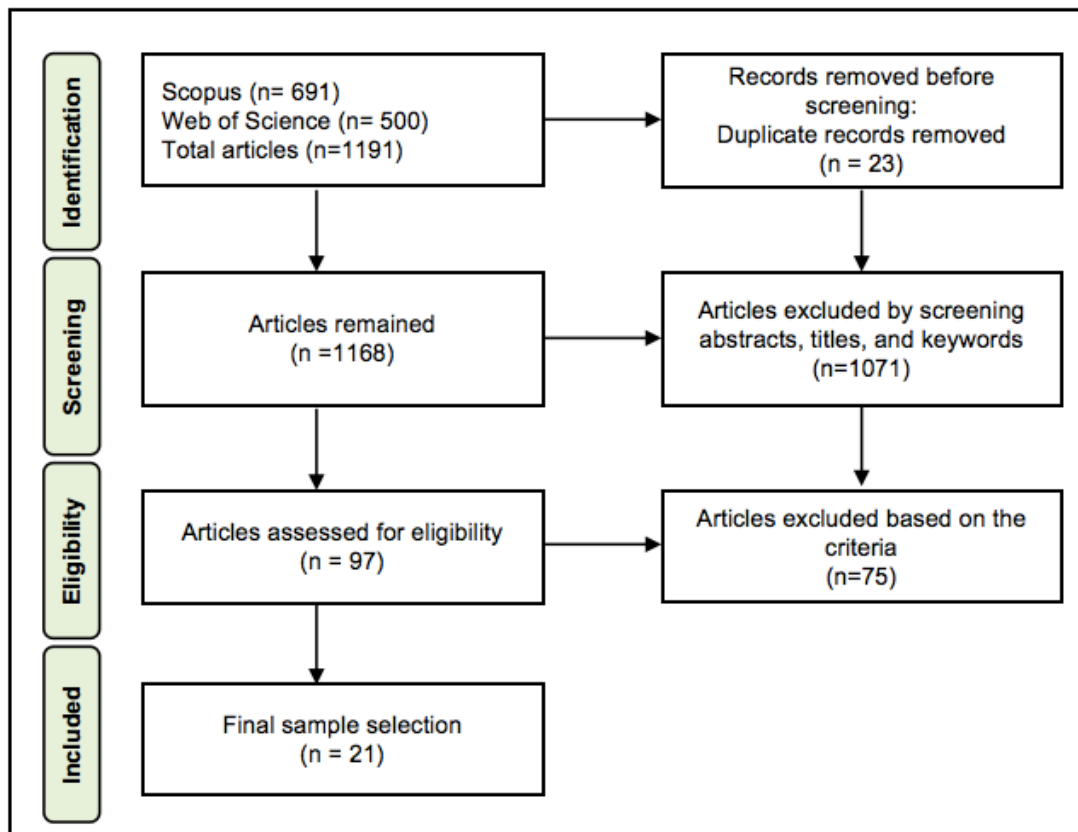 Identification
Scopus (n= 691)
Web of Science (n= 500)
Total articles (n=1191)
Records removed before
screening:
Duplicate records removed
(n = 23)
Screening
Articles remained
(n =1168)
Articles excluded by screening
abstracts, titles, and keywords
(n=1071)
Eligibility
Articles assessed for eligibility
(n = 97)
Articles excluded based on the
criteria
(n=75)
Included
Final sample selection
(n = 21)